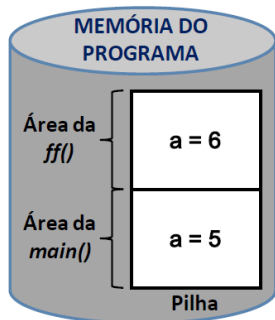 MEMÓRIA DO
PROGRAMA
Área da
ff()
a = 6
Área da
main()
a = 5
Pilha